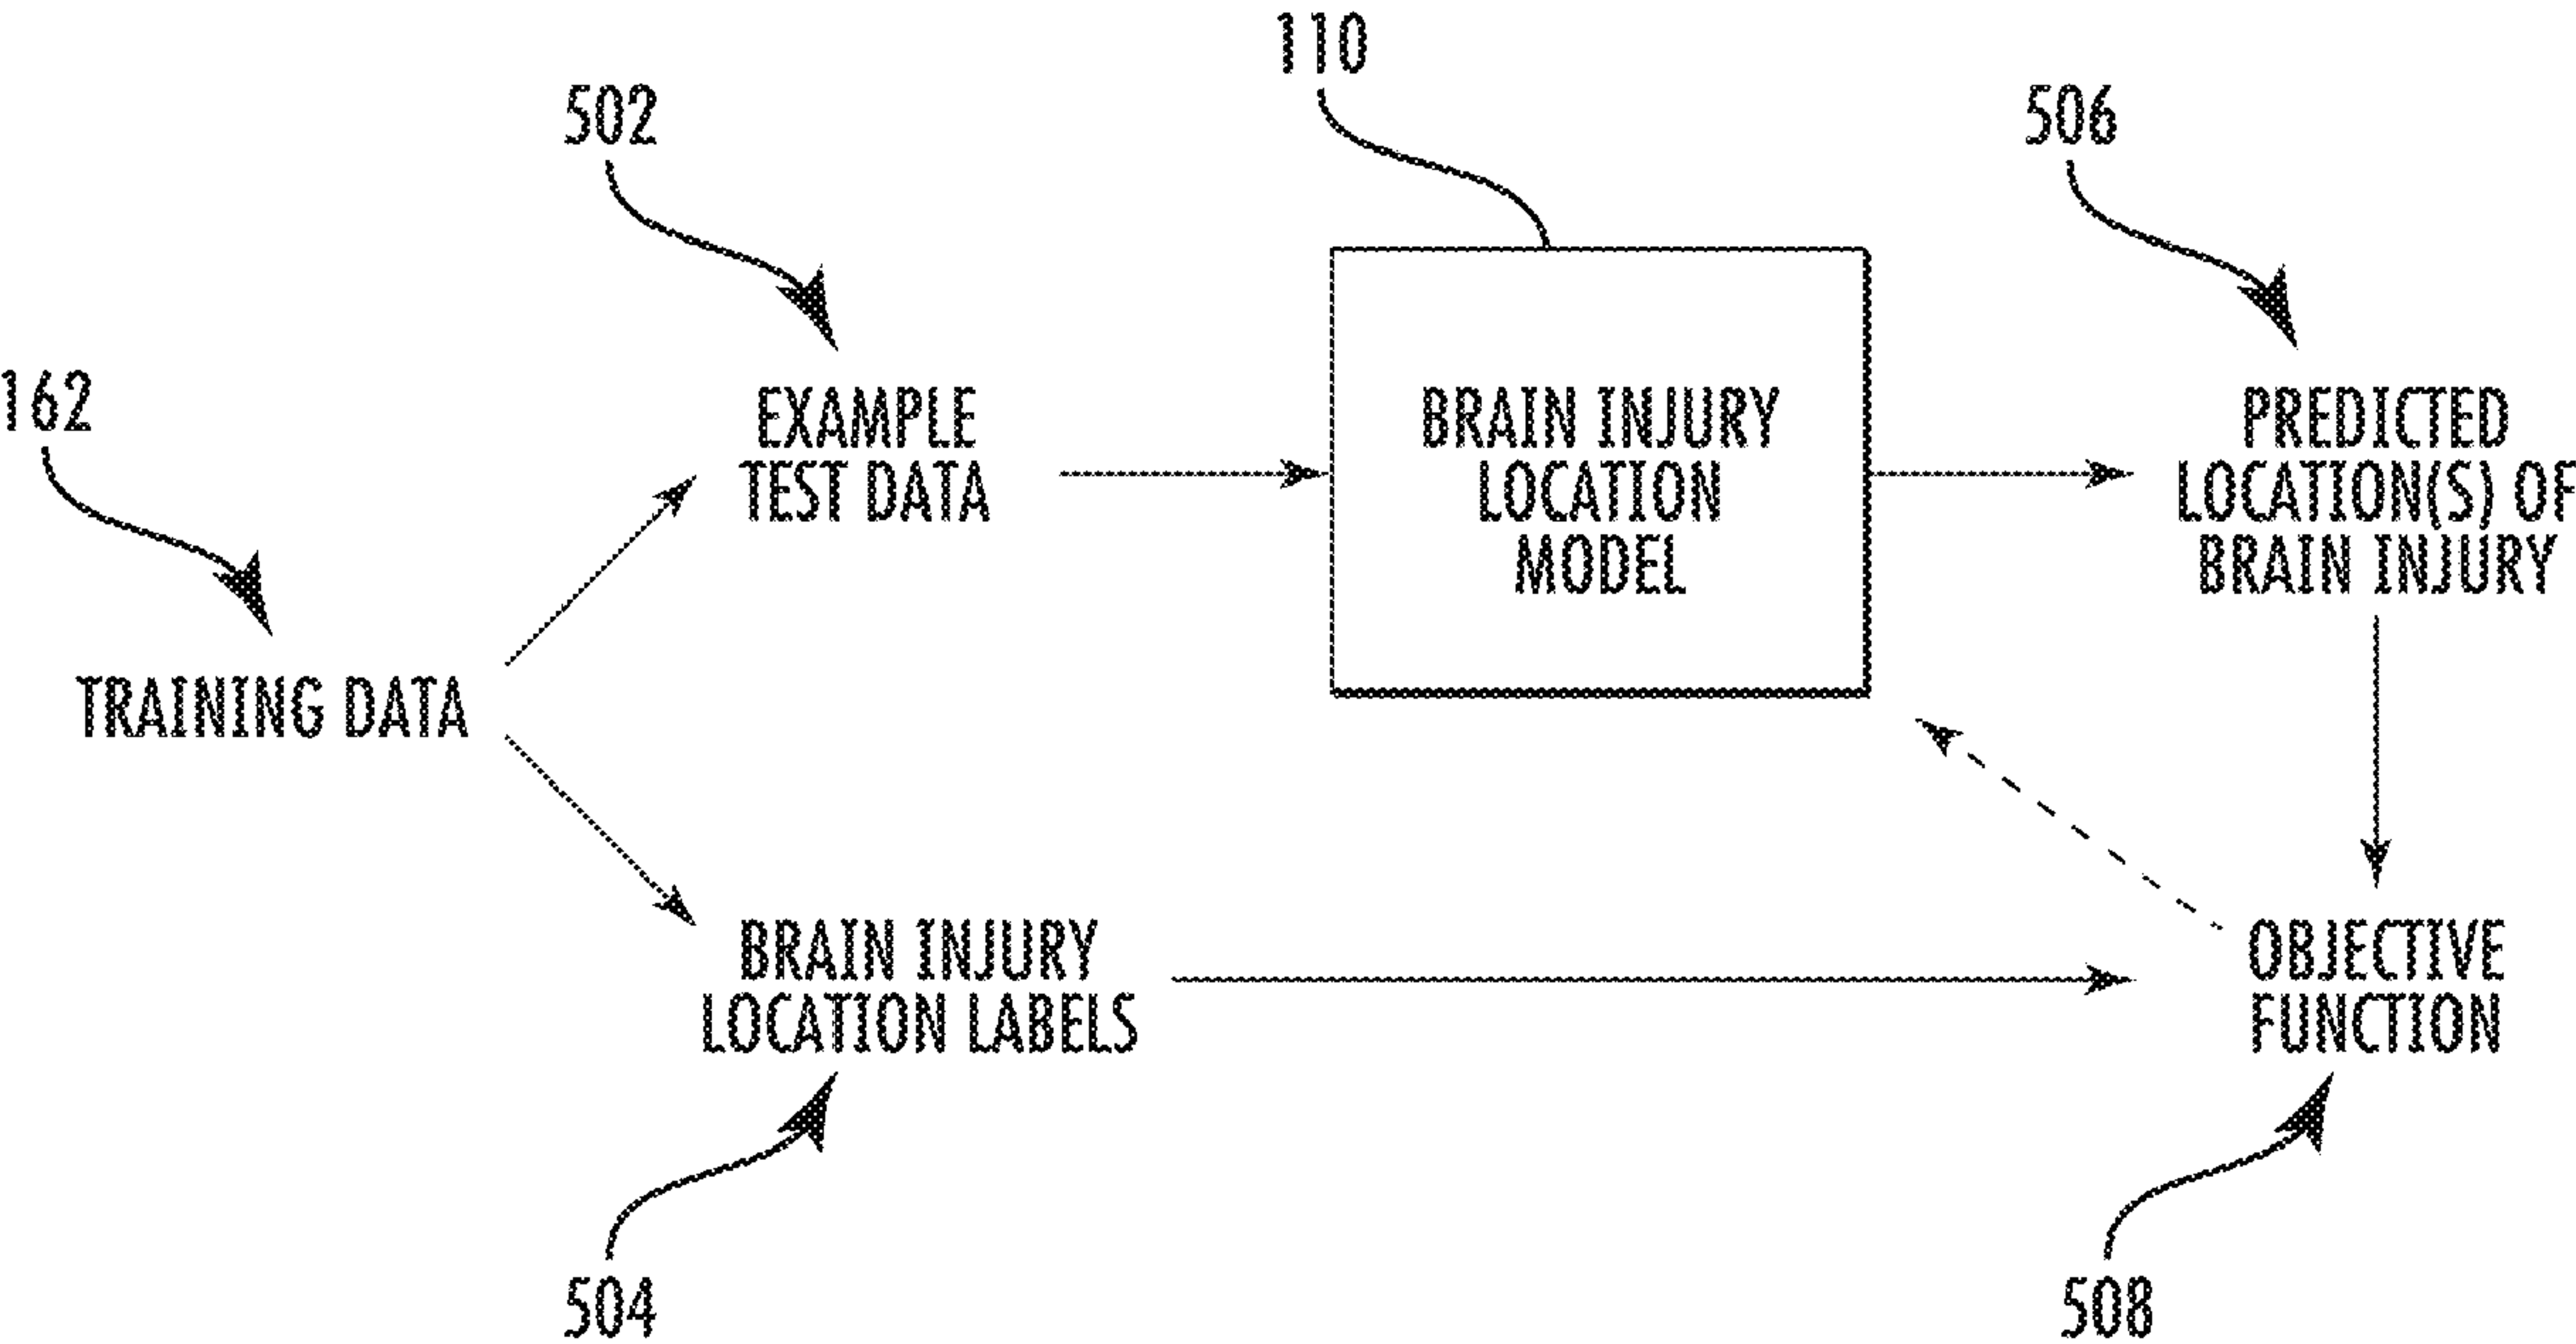 110
502
506
162
EXAMPLE
TEST DATA
BRAIN INJURY
LOCATION
MODEL
PREDICTED
LOCATION(S) OF
BRAIN INJURY
TRAINING DATA
BRAIN INJURY
LOCATION LABELS
OBJECTIVE
FUNCTION
504
508